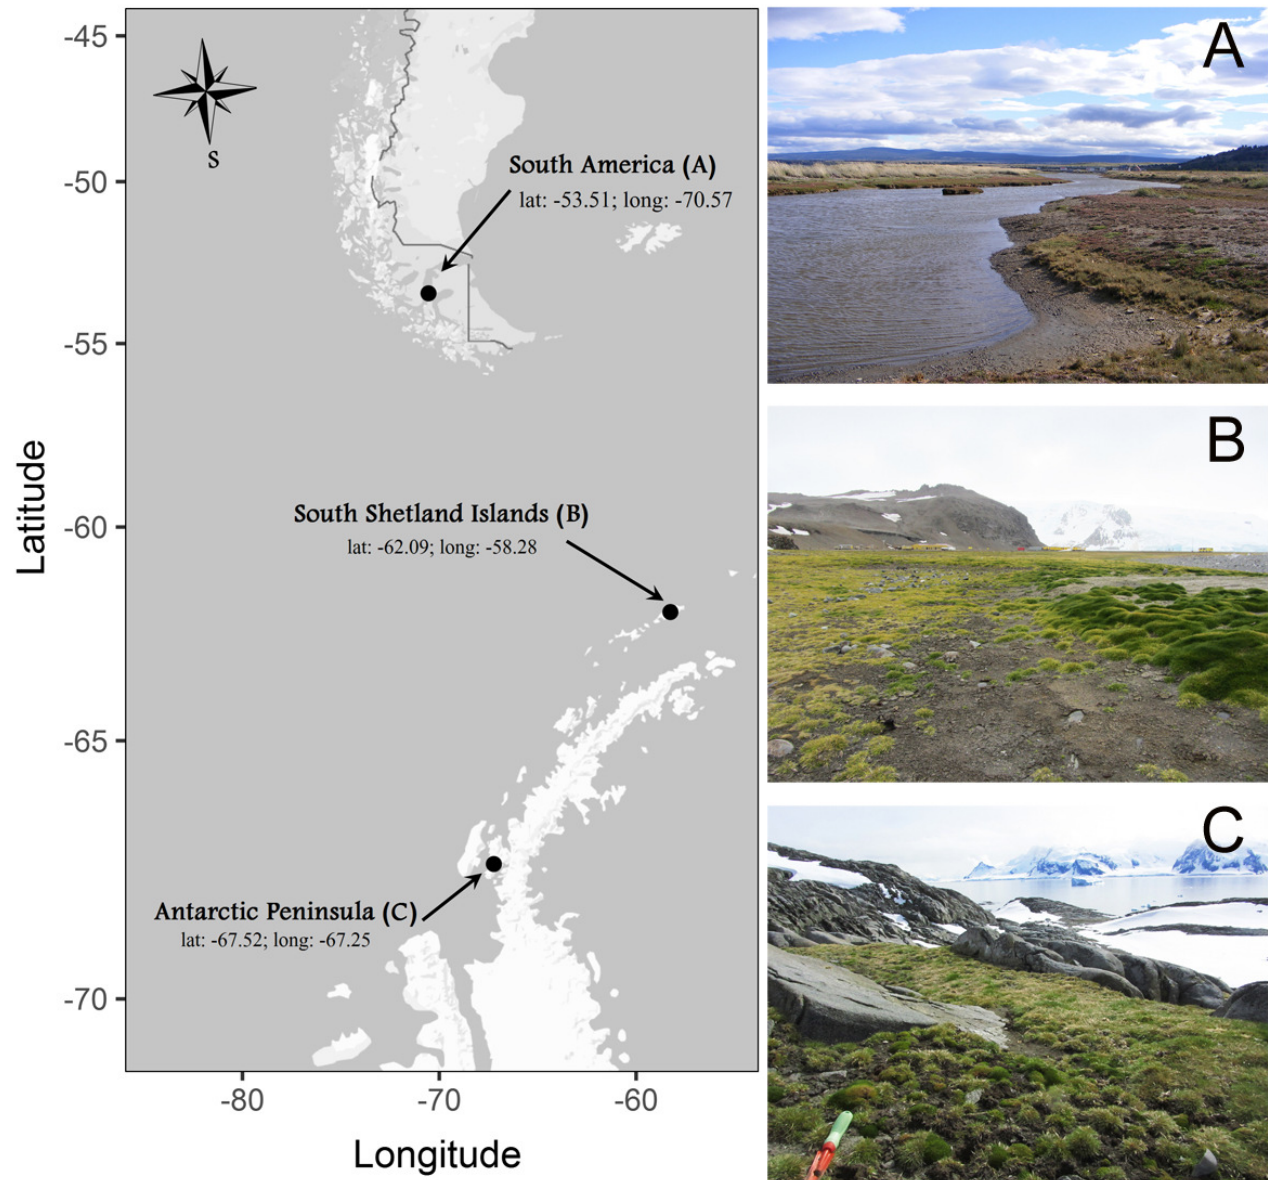 -45
-50
-55
-60
-65
-70
Latitude
S
South America (A)
lat: -53.51; long: -70.57
South Shetland Islands (B)
lat: -62.09; long: -58.28
Antarctic Peninsula (C)
lat: -67.52; long: -67.25
-80
-70
-60
Longitude
A
B
C